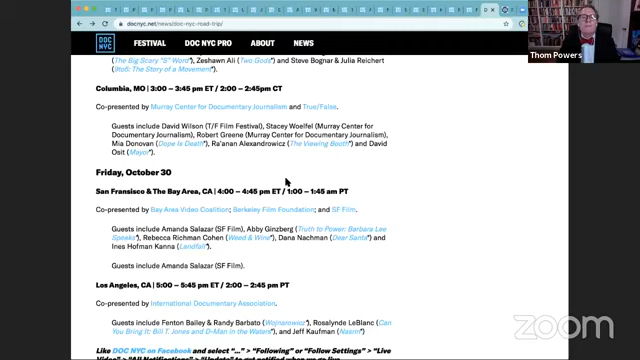 docnyc.net/news/doc-nyc-road-trip/
DOC
NYC
FESTIVAL
DOC NYC PRO
ABOUT
NEWS
Thom Powers
(The Big Scary "S" Word), Zeshawn Ali (Two Gods) and Steve Bognar & Julia Reichert
(9to5: The Story of a Movement).
Columbia, MO | 3:00 – 3:45 pm ET / 2:00 - 2:45pm CT
Co-presented by Murray Center for Documentary Journalism and True/False.
Guests include David Wilson (T/F Film Festival), Stacey Woelfel (Murray Center for
Documentary Journalism), Robert Greene (Murray Center for Documentary Journalism),
Mia Donovan (Dope is Death), Ra'anan Alexandrowicz (The Viewing Booth) and David
Osit (Mayor).
Friday, October 30
San Fransisco & The Bay Area, CA | 4:00 – 4:45 pm ET / 1:00 – 1:45 am PT
Co-presented by Bay Area Video Coalition; Berkeley Film Foundation; and SF Film.
Guests include Amanda Salazar (SF Film), Abby Ginzberg (Truth to Power: Barbara Lee
Speaks), Rebecca Richman Cohen (Weed & Wine), Dana Nachman (Dear Santa) and
Ines Hofman Kanna (Landfall).
Guests include Amanda Salazar (SF Film).
Los Angeles, CA | 5:00 – 5:45 pm ET / 2:00 – 2:45 pm PT
Co-presented by International Documentary Association.
Guests include Fenton Bailey & Randy Barbato (Wojnarowicz), Rosalynde LeBlanc (Can
You Bring It: Bill T. Jones and D-Man in the Waters) and Jeff Kaufman (Nasrin)
Like DOC NYC on Facebook and select "..." > "Following" or "Follow Settings" > "Live
zoom